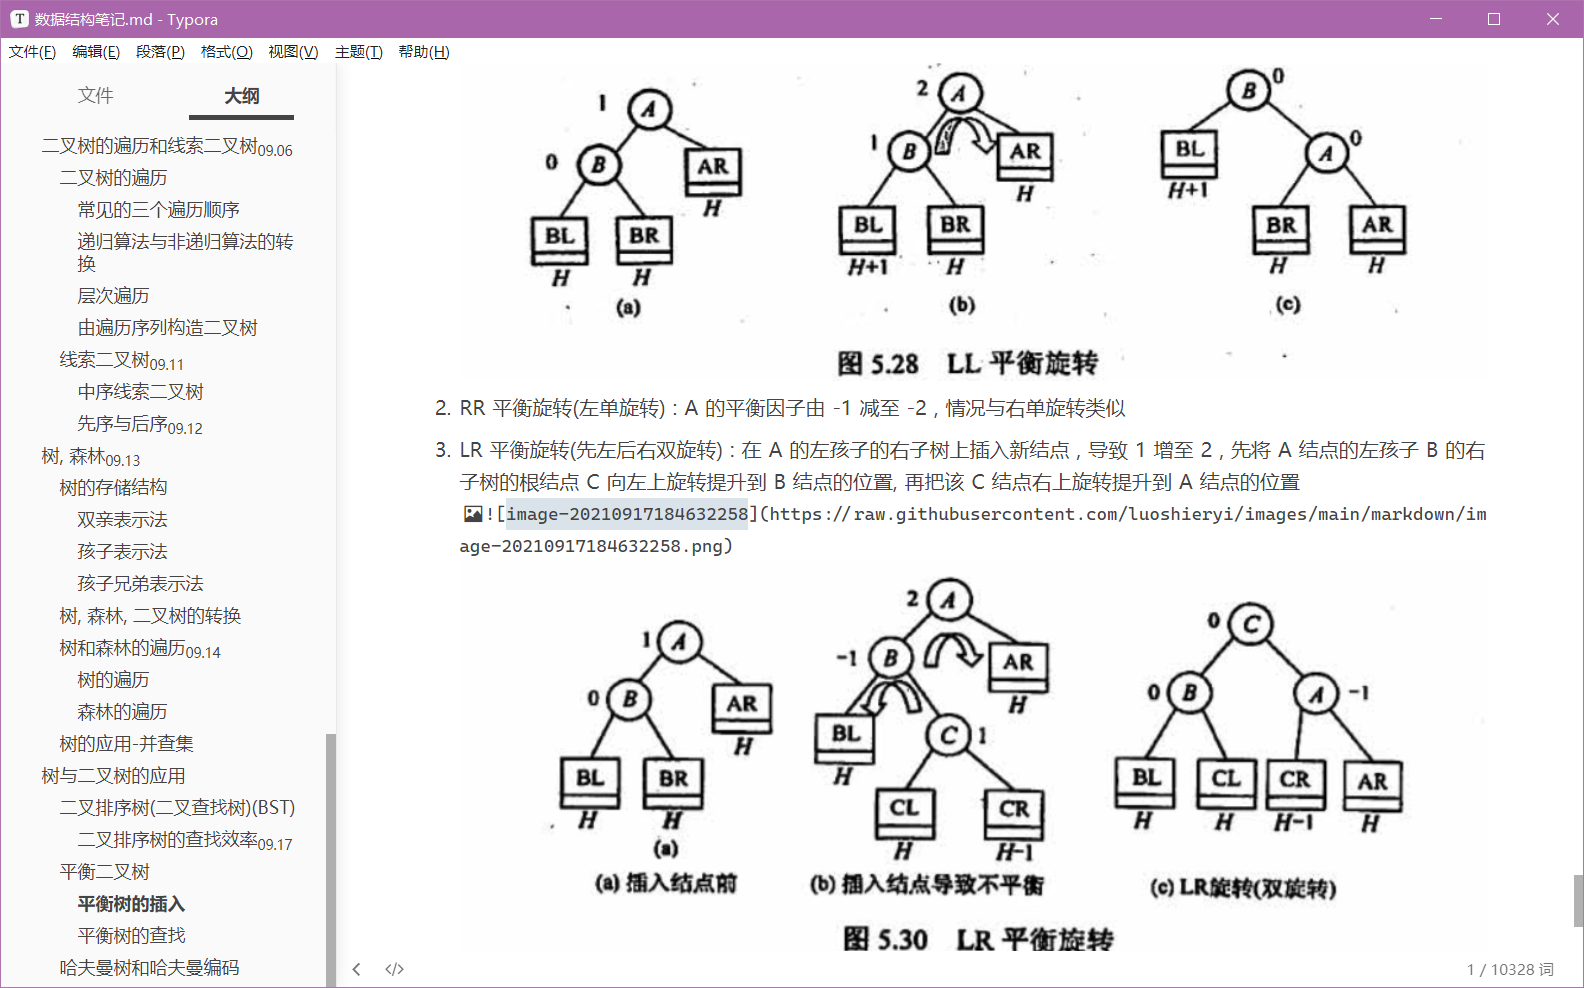 数据结构笔记.md - Typora
文件(F) 编辑(E) 段落(P) 格式(O) 视图(V) 主题(T) 帮助(H)
文件 大纲
二叉树的遍历和线索二叉树09.06
二叉树的遍历
常见的三个遍历顺序
递归算法与非递归算法的转
换
层次遍历
由遍历序列构造二叉树
线索二叉树09.11
中序线索二叉树
先序与后序09.12
树, 森林09.13
树的存储结构
双亲表示法
孩子表示法
孩子兄弟表示法
树, 森林, 二叉树的转换
树和森林的遍历09.14
树的遍历
森林的遍历
树的应用-并查集
树与二叉树的应用
二叉排序树(二叉查找树)(BST)
二叉排序树的查找效率09.17
平衡二叉树
平衡树的插入
平衡树的查找
哈夫曼树和哈夫曼编码
1 A
0 B AR
H
BL BR
H H
(a)
2 A
1 B AR
H
BL BR
H+1 H
(b)
B 0
BL A 0
H+1
BR AR
H H
(c)
图 5.28 LL 平衡旋转
2. RR 平衡旋转(左单旋转)：A 的平衡因子由 -1 减至 -2，情况与右单旋转类似
3. LR 平衡旋转(先左后右双旋转)：在 A 的左孩子的右子树上插入新结点，导致 1 增至 2，先将 A 结点的左孩子 B 的右
子树的根结点 C 向左上旋转提升到 B 结点的位置, 再把该 C 结点右上旋转提升到 A 结点的位置
![image-20210917184632258](https://raw.githubusercontent.com/luoshieryi/images/main/markdown/im
age-20210917184632258.png)
1 A
0 B AR
H
BL BR
H H
(a)
(a) 插入结点前
2 A
-1 B AR
H
BL C 1
H
CL CR
H H-1
(b) 插入结点导致不平衡
0 C
0 B A -1
BL CL CR AR
H H H-1 H
(c) LR旋转(双旋转)
图 5.30 LR 平衡旋转
1 / 10328 词